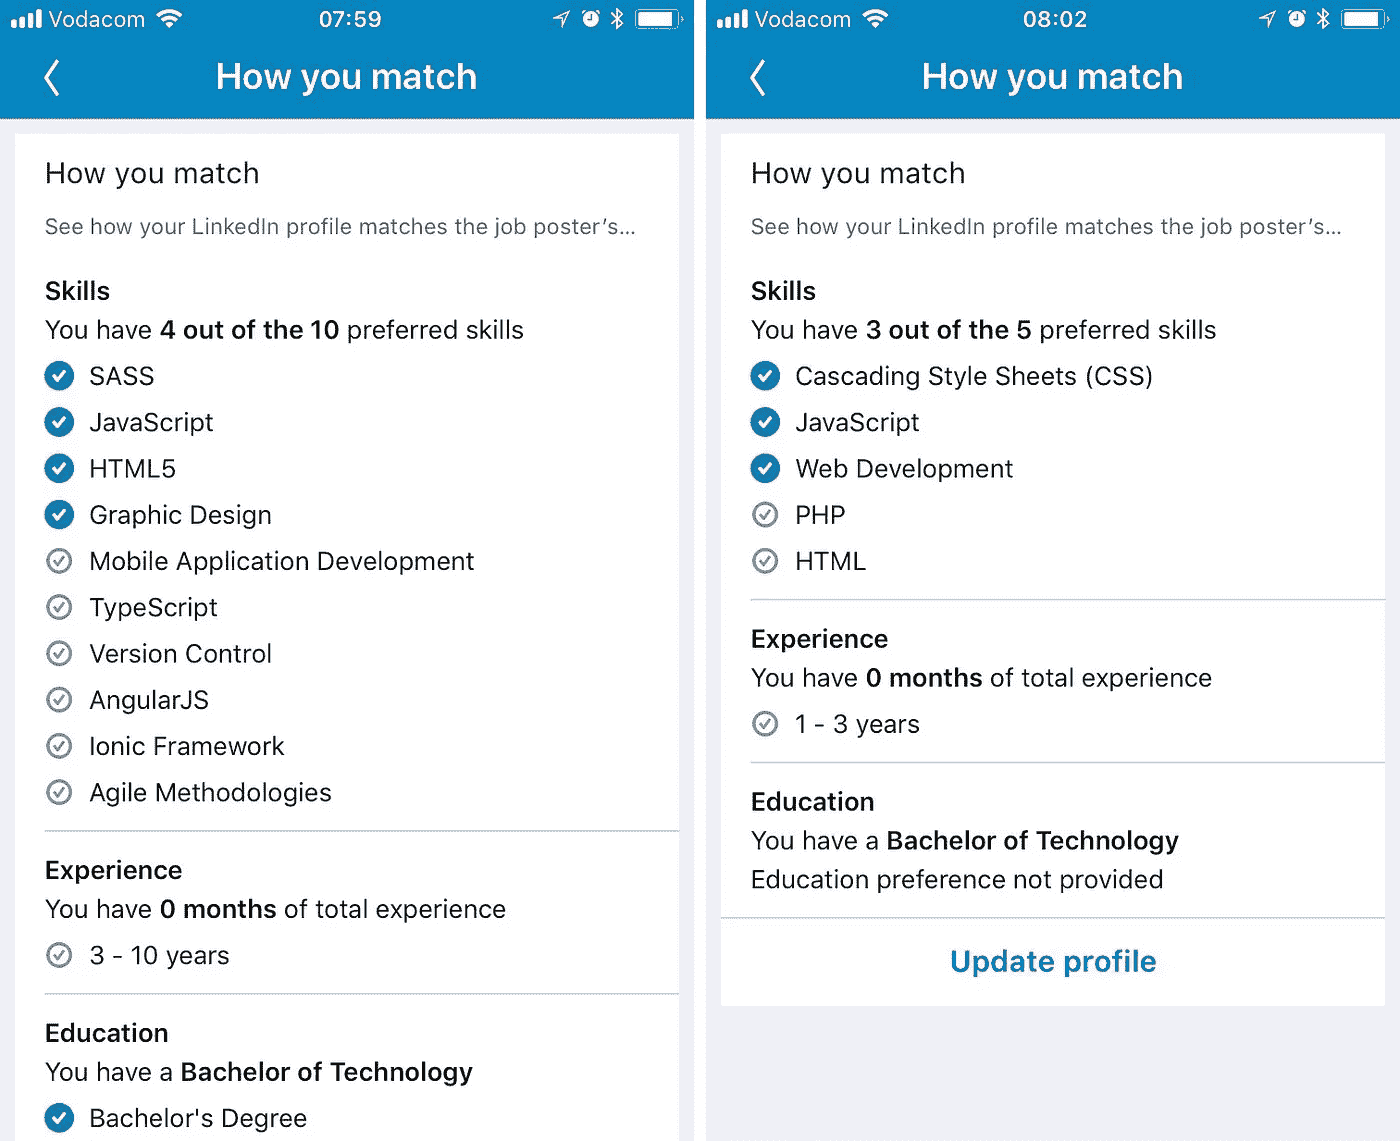 Vodacom 07:59
How you match
How you match
See how your LinkedIn profile matches the job poster's...
Skills
You have 4 out of the 10 preferred skills
SASS
JavaScript
HTML5
Graphic Design
Mobile Application Development
TypeScript
Version Control
AngularJS
Ionic Framework
Agile Methodologies
Experience
You have 0 months of total experience
3 - 10 years
Education
You have a Bachelor of Technology
Bachelor's Degree
Vodacom 08:02
How you match
How you match
See how your LinkedIn profile matches the job poster's...
Skills
You have 3 out of the 5 preferred skills
Cascading Style Sheets (CSS)
JavaScript
Web Development
PHP
HTML
Experience
You have 0 months of total experience
1 - 3 years
Education
You have a Bachelor of Technology
Education preference not provided
Update profile